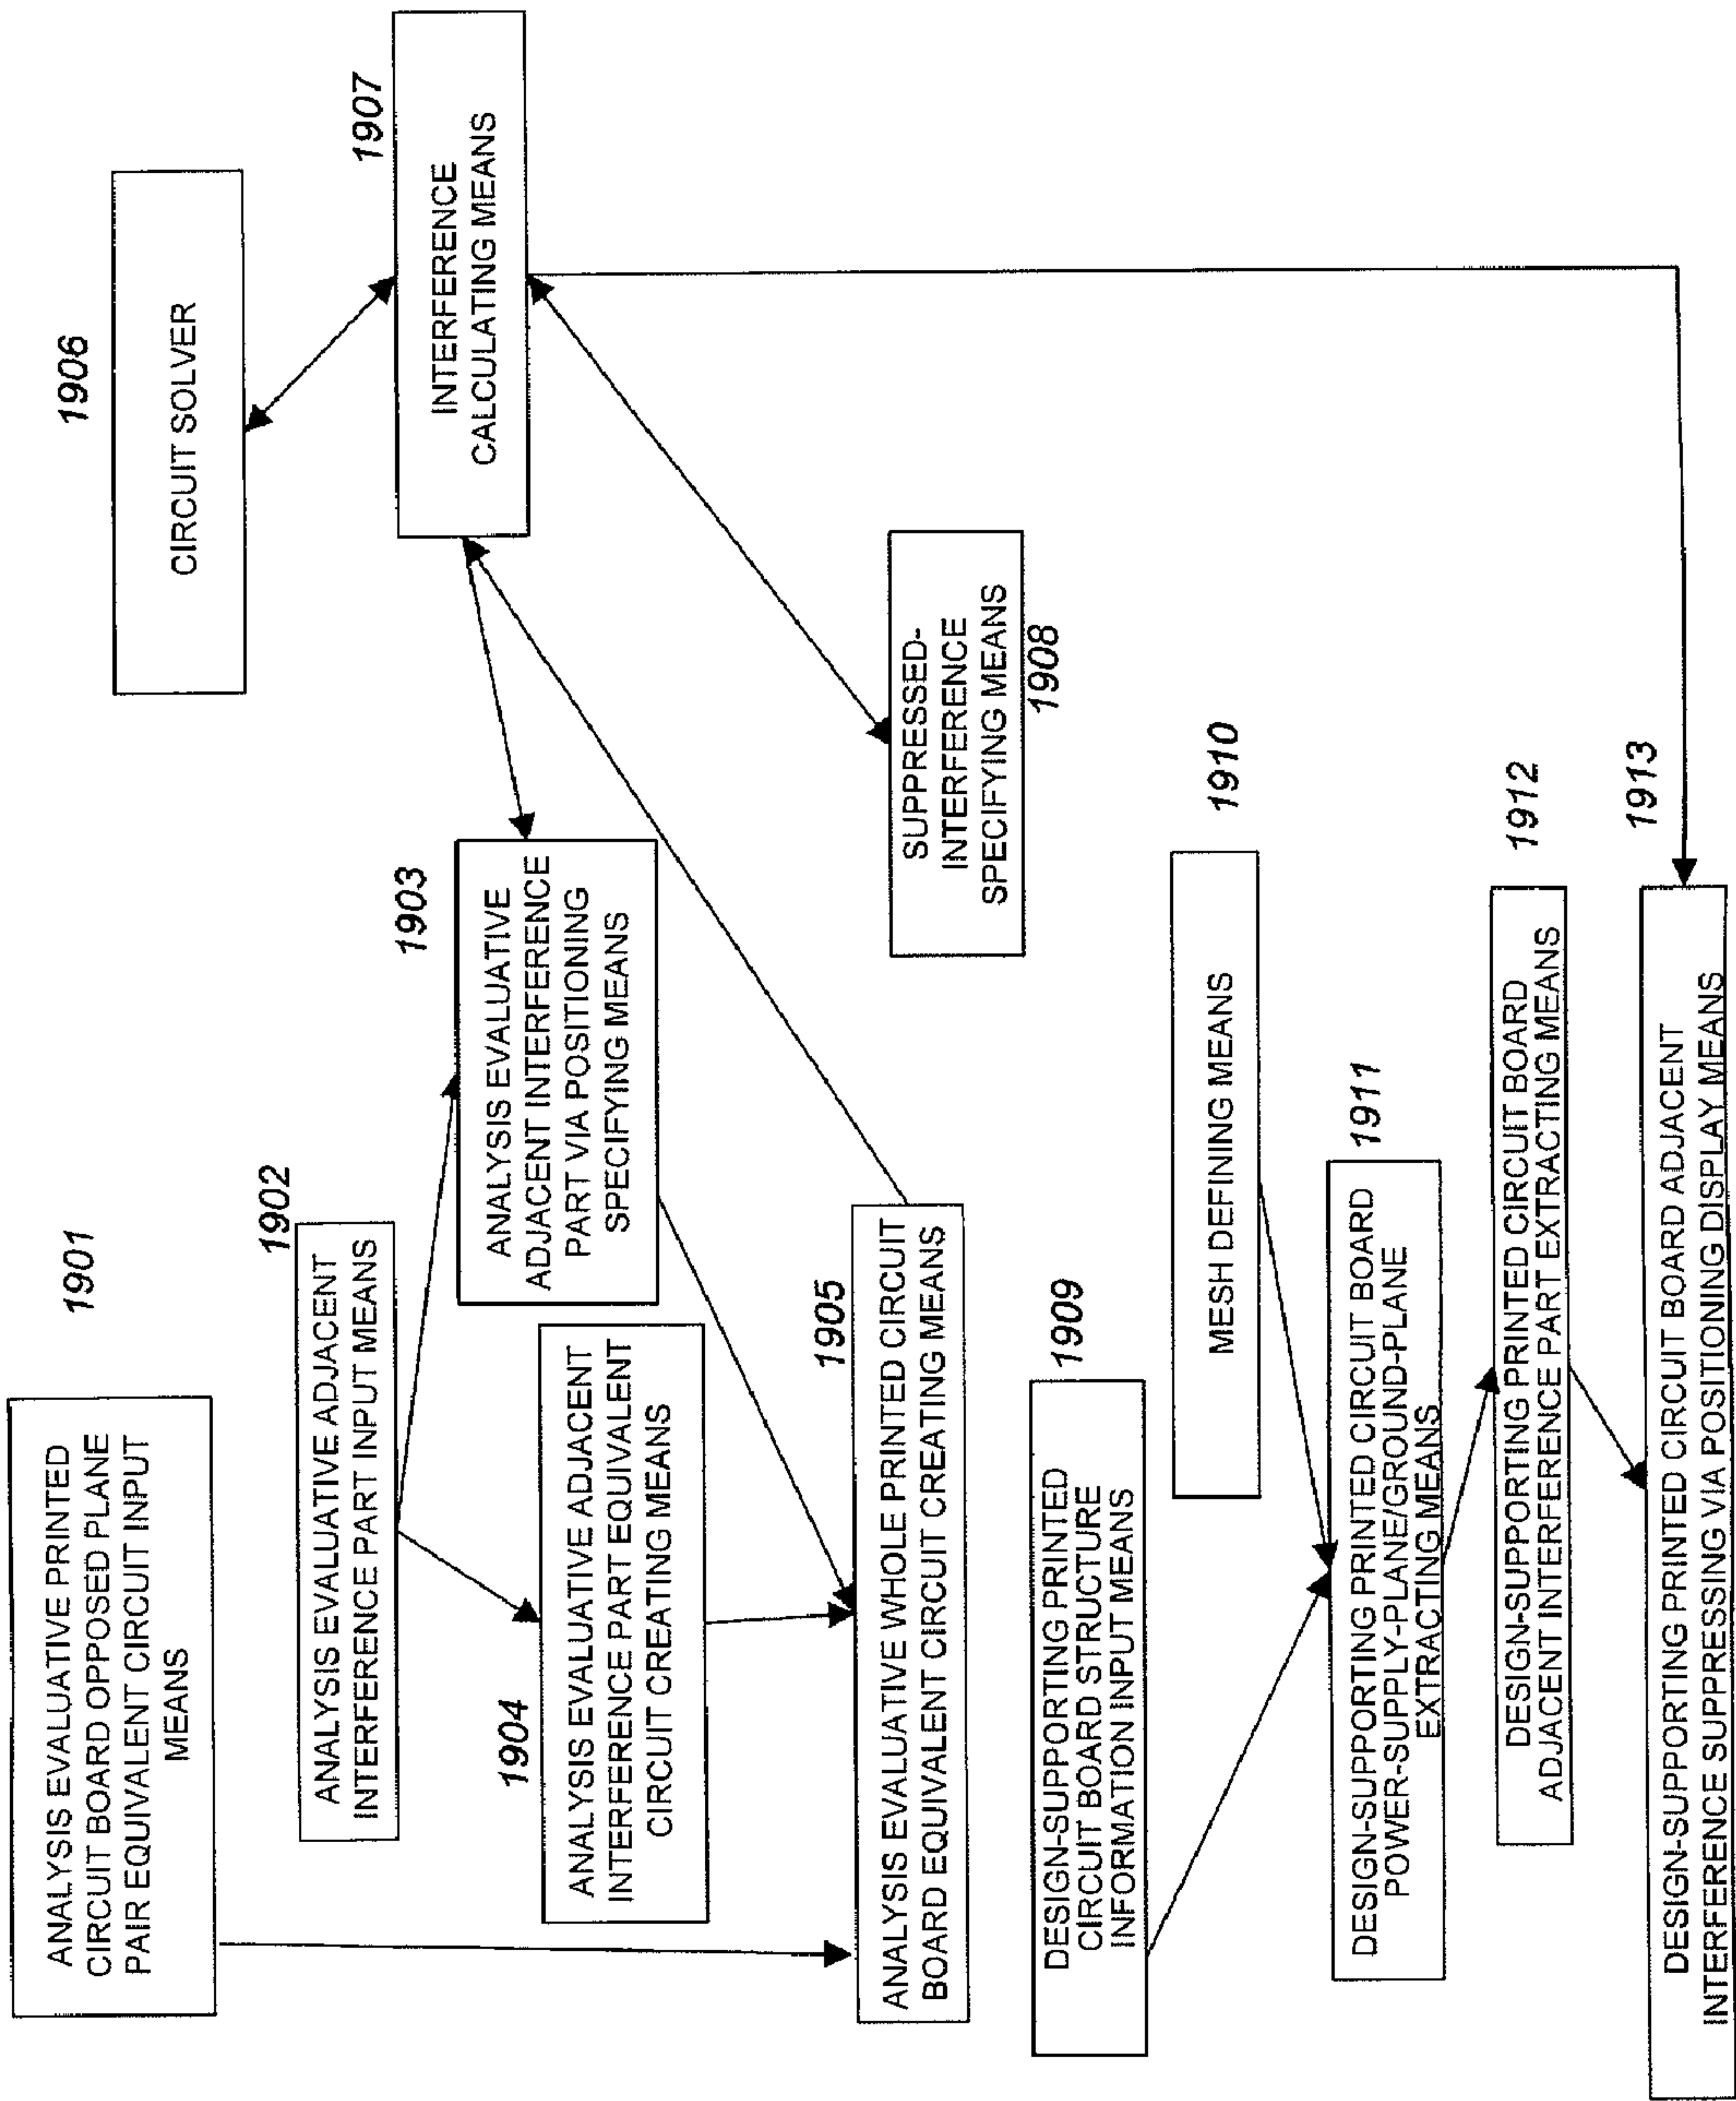 1901
ANALYSIS EVALUATIVE PRINTED
CIRCUIT BOARD OPPOSED PLANE
PAIR EQUIVALENT CIRCUIT INPUT
MEANS
1902
ANALYSIS EVALUATIVE ADJACENT
INTERFERENCE PART INPUT MEANS
1903
ANALYSIS EVALUATIVE
ADJACENT INTERFERENCE
PART VIA POSITIONING
SPECIFYING MEANS
1904
ANALYSIS EVALUATIVE ADJACENT
INTERFERENCE PART EQUIVALENT
CIRCUIT CREATING MEANS
1905
ANALYSIS EVALUATIVE WHOLE PRINTED CIRCUIT
BOARD EQUIVALENT CIRCUIT CREATING MEANS
1906
CIRCUIT SOLVER
1907
INTERFERENCE
CALCULATING MEANS
SUPPRESSED-
INTERFERENCE
SPECIFYING MEANS
1908
1909
DESIGN-SUPPORTING PRINTED
CIRCUIT BOARD STRUCTURE
INFORMATION INPUT MEANS
1910
MESH DEFINING MEANS
1911
DESIGN-SUPPORTING PRINTED CIRCUIT BOARD
POWER-SUPPLY-PLANE/GROUND-PLANE
EXTRACTING MEANS
1912
DESIGN-SUPPORTING PRINTED CIRCUIT BOARD
ADJACENT INTERFERENCE PART EXTRACTING MEANS
1913
DESIGN-SUPPORTING PRINTED CIRCUIT BOARD ADJACENT
INTERFERENCE SUPPRESSING VIA POSITIONING DISPLAY MEANS